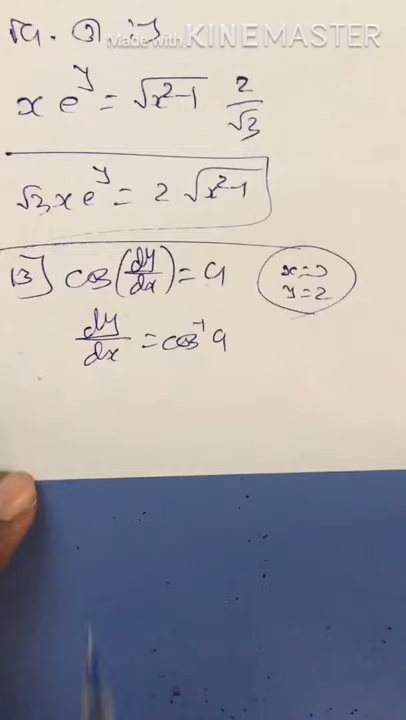 Made with KINEMASTER
x e^y = √(x²-1) 2/√3
√3 x e^y = 2 √(x²-1)
13] cos(dy/dx) = a
x=0
y=2
dy/dx = cos⁻¹ a